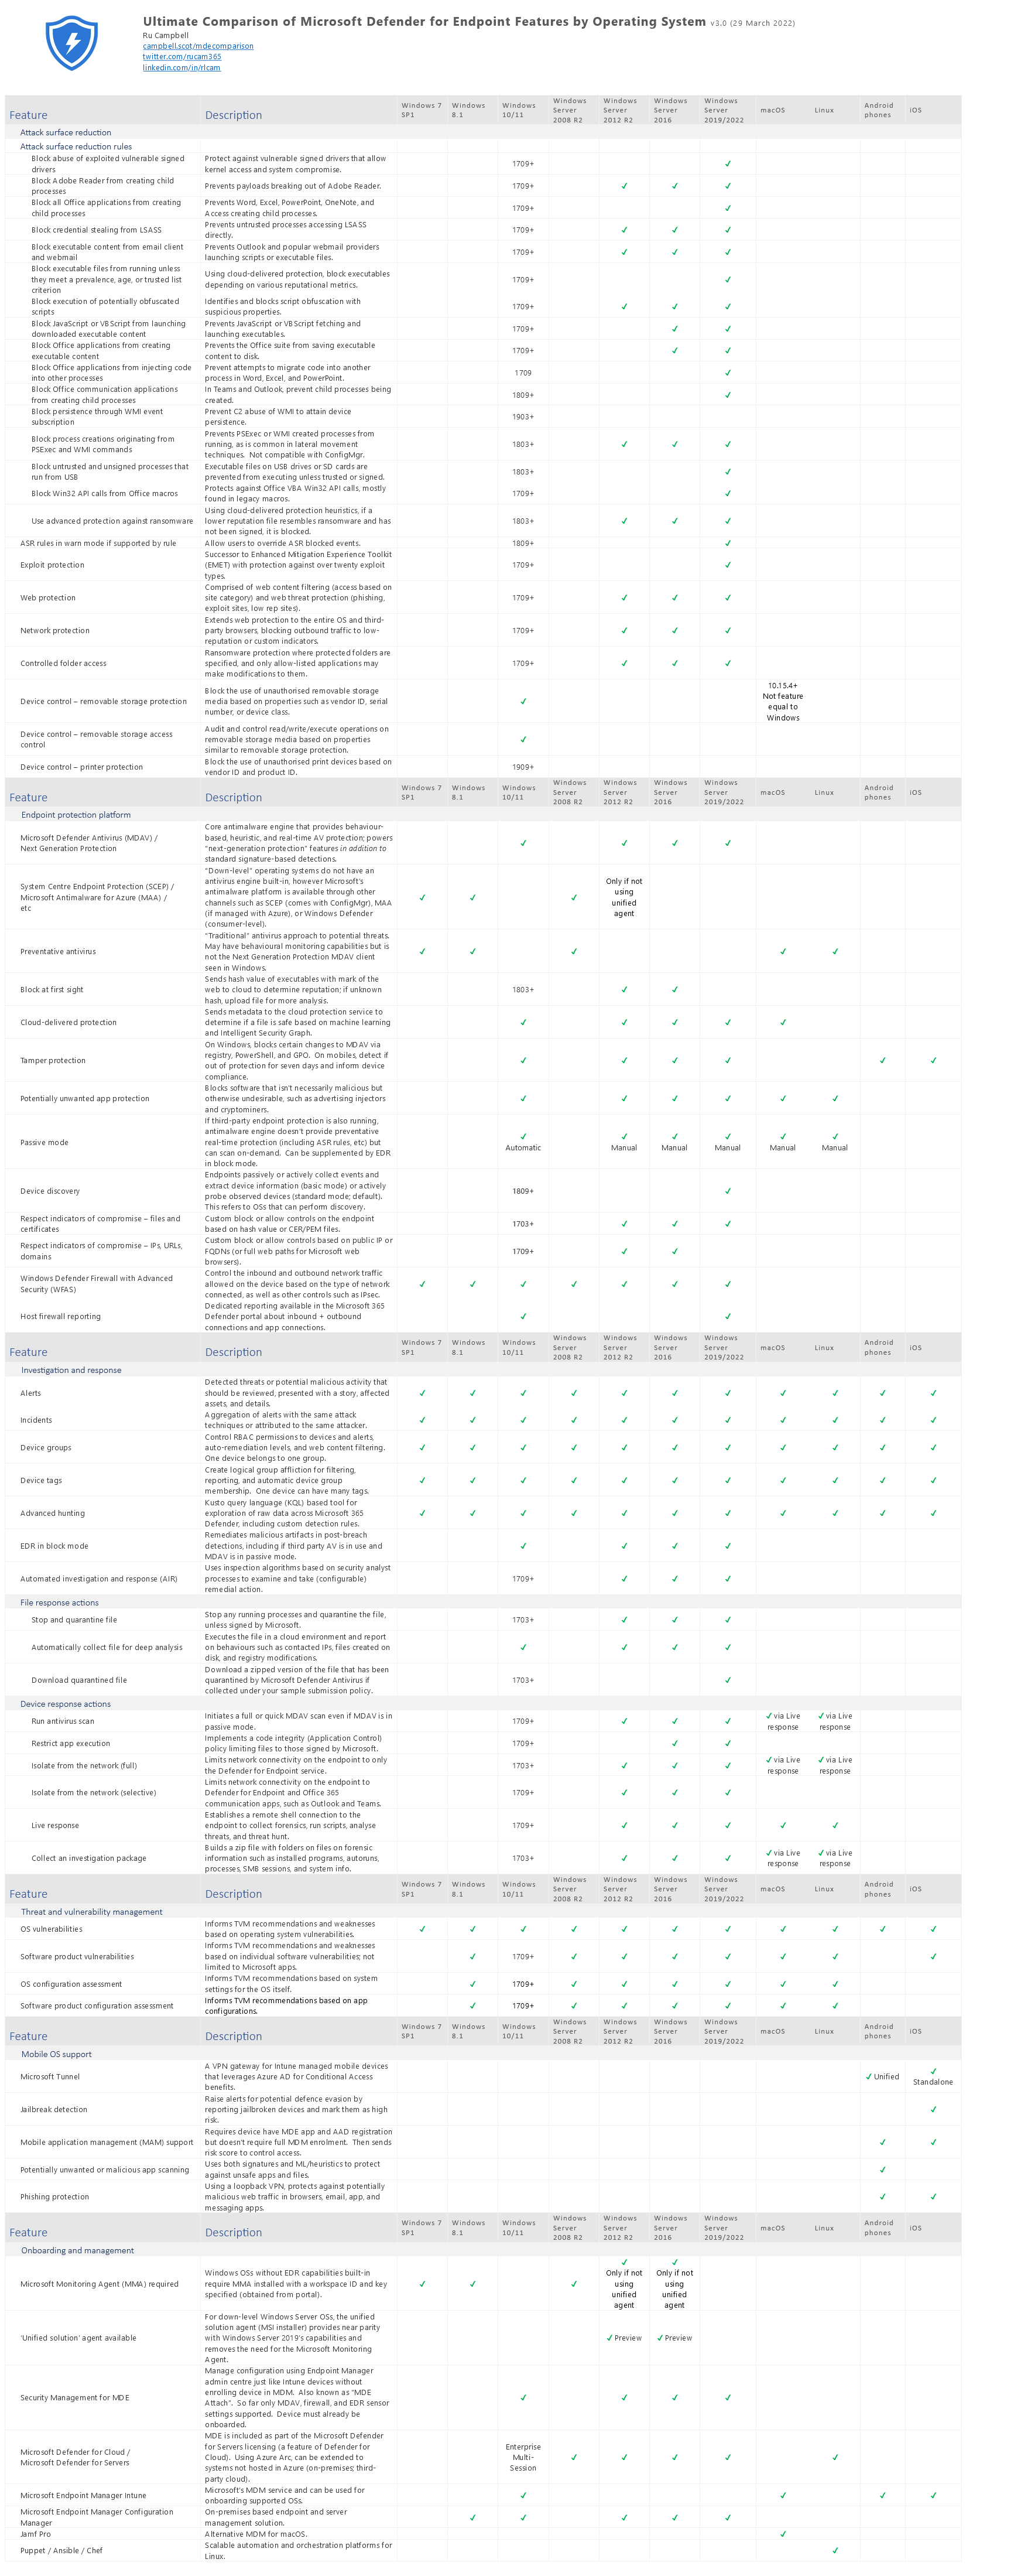 Ultimate Comparison of Microsoft Defender for Endpoint Features by Operating System v3.0 (29 March 2022)
Ru Campbell
campbell.scot/mdecomparison
twitter.com/rucam365
linkedin.com/in/rlcam
Feature Description Windows 7 SP1 Windows 8.1 Windows 10/11 Windows Server 2008 R2 Windows Server 2012 R2 Windows Server 2016 Windows Server 2019/2022 macOS Linux Android phones iOS
Attack surface reduction
Attack surface reduction rules
Block abuse of exploited vulnerable signed drivers Protect against vulnerable signed drivers that allow kernel access and system compromise. 1709+ ✓
Block Adobe Reader from creating child processes Prevents payloads breaking out of Adobe Reader. 1709+ ✓ ✓ ✓
Block all Office applications from creating child processes Prevents Word, Excel, PowerPoint, OneNote, and Access creating child processes. 1709+ ✓
Block credential stealing from LSASS Prevents untrusted processes accessing LSASS directly. 1709+ ✓ ✓ ✓
Block executable content from email client and webmail Prevents Outlook and popular webmail providers launching scripts or executable files. 1709+ ✓ ✓ ✓
Block executable files from running unless they meet a prevalence, age, or trusted list criterion Using cloud-delivered protection, block executables depending on various reputational metrics. 1709+ ✓
Block execution of potentially obfuscated scripts Identifies and blocks script obfuscation with suspicious properties. 1709+ ✓ ✓ ✓
Block JavaScript or VBScript from launching downloaded executable content Prevents JavaScript or VBScript fetching and launching executables. 1709+ ✓ ✓
Block Office applications from creating executable content Prevents the Office suite from saving executable content to disk. 1709+ ✓ ✓
Block Office applications from injecting code into other processes Prevent attempts to migrate code into another process in Word, Excel, and PowerPoint. 1709 ✓
Block Office communication applications from creating child processes In Teams and Outlook, prevent child processes being created. 1809+ ✓
Block persistence through WMI event subscription Prevent C2 abuse of WMI to attain device persistence. 1903+
Block process creations originating from PSExec and WMI commands Prevents PSExec or WMI created processes from running, as is common in lateral movement techniques. Not compatible with ConfigMgr. 1803+ ✓ ✓ ✓
Block untrusted and unsigned processes that run from USB Executable files on USB drives or SD cards are prevented from executing unless trusted or signed. 1803+ ✓
Block Win32 API calls from Office macros Protects against Office VBA Win32 API calls, mostly found in legacy macros. 1709+ ✓
Use advanced protection against ransomware Using cloud-delivered protection heuristics, if a lower reputation file resembles ransomware and has not been signed, it is blocked. 1803+ ✓ ✓ ✓
ASR rules in warn mode if supported by rule Allow users to override ASR blocked events. 1809+ ✓
Exploit protection Successor to Enhanced Mitigation Experience Toolkit (EMET) with protection against over twenty exploit types. 1709+ ✓
Web protection Comprised of web content filtering (access based on site category) and web threat protection (phishing, exploit sites, low rep sites). 1709+ ✓ ✓ ✓
Network protection Extends web protection to the entire OS and third-party browsers, blocking outbound traffic to low-reputation or custom indicators. 1709+ ✓ ✓ ✓
Controlled folder access Ransomware protection where protected folders are specified, and only allow-listed applications may make modifications to them. 1709+ ✓ ✓ ✓
Device control – removable storage protection Block the use of unauthorised removable storage media based on properties such as vendor ID, serial number, or device class. ✓ 10.15.4+ Not feature equal to Windows
Device control – removable storage access control Audit and control read/write/execute operations on removable storage media based on properties similar to removable storage protection. ✓
Device control – printer protection Block the use of unauthorised print devices based on vendor ID and product ID. 1909+
Feature Description Windows 7 SP1 Windows 8.1 Windows 10/11 Windows Server 2008 R2 Windows Server 2012 R2 Windows Server 2016 Windows Server 2019/2022 macOS Linux Android phones iOS
Endpoint protection platform
Microsoft Defender Antivirus (MDAV) / Next Generation Protection Core antimalware engine that provides behaviour-based, heuristic, and real-time AV protection; powers "next-generation protection" features in addition to standard signature-based detections. ✓ ✓ ✓ ✓
System Centre Endpoint Protection (SCEP) / Microsoft Antimalware for Azure (MAA) / etc "Down-level" operating systems do not have an antivirus engine built-in, however Microsoft's antimalware platform is available through other channels such as SCEP (comes with ConfigMgr), MAA (if managed with Azure), or Windows Defender (consumer-level). ✓ ✓ ✓ Only if not using unified agent
Preventative antivirus "Traditional" antivirus approach to potential threats. May have behavioural monitoring capabilities but is not the Next Generation Protection MDAV client seen in Windows. ✓ ✓ ✓ ✓ ✓
Block at first sight Sends hash value of executables with mark of the web to cloud to determine reputation; if unknown hash, upload file for more analysis. 1803+ ✓ ✓
Cloud-delivered protection Sends metadata to the cloud protection service to determine if a file is safe based on machine learning and Intelligent Security Graph. ✓ ✓ ✓ ✓ ✓
Tamper protection On Windows, blocks certain changes to MDAV via registry, PowerShell, and GPO. On mobiles, detect if out of protection for seven days and inform device compliance. ✓ ✓ ✓ ✓ ✓ ✓
Potentially unwanted app protection Blocks software that isn't necessarily malicious but otherwise undesirable, such as advertising injectors and cryptominers. ✓ ✓ ✓ ✓ ✓ ✓
Passive mode If third-party endpoint protection is also running, antimalware engine doesn't provide preventative real-time protection (including ASR rules, etc) but can scan on-demand. Can be supplemented by EDR in block mode. ✓ Automatic ✓ Manual ✓ Manual ✓ Manual ✓ Manual ✓ Manual
Device discovery Endpoints passively or actively collect events and extract device information (basic mode) or actively probe observed devices (standard mode; default). This refers to OSs that can perform discovery. 1809+ ✓
Respect indicators of compromise – files and certificates Custom block or allow controls on the endpoint based on hash value or CER/PEM files. 1703+ ✓ ✓ ✓
Respect indicators of compromise – IPs, URLs, domains Custom block or allow controls based on public IP or FQDNs (or full web paths for Microsoft web browsers). 1709+ ✓ ✓
Windows Defender Firewall with Advanced Security (WFAS) Control the inbound and outbound network traffic allowed on the device based on the type of network connected, as well as other controls such as IPsec. ✓ ✓ ✓ ✓ ✓ ✓ ✓
Host firewall reporting Dedicated reporting available in the Microsoft 365 Defender portal about inbound + outbound connections and app connections. ✓ ✓
Feature Description Windows 7 SP1 Windows 8.1 Windows 10/11 Windows Server 2008 R2 Windows Server 2012 R2 Windows Server 2016 Windows Server 2019/2022 macOS Linux Android phones iOS
Investigation and response
Alerts Detected threats or potential malicious activity that should be reviewed, presented with a story, affected assets, and details. ✓ ✓ ✓ ✓ ✓ ✓ ✓ ✓ ✓ ✓ ✓
Incidents Aggregation of alerts with the same attack techniques or attributed to the same attacker. ✓ ✓ ✓ ✓ ✓ ✓ ✓ ✓ ✓ ✓ ✓
Device groups Control RBAC permissions to devices and alerts, auto-remediation levels, and web content filtering. One device belongs to one group. ✓ ✓ ✓ ✓ ✓ ✓ ✓ ✓ ✓ ✓ ✓
Device tags Create logical group affliction for filtering, reporting, and automatic device group membership. One device can have many tags. ✓ ✓ ✓ ✓ ✓ ✓ ✓ ✓ ✓ ✓ ✓
Advanced hunting Kusto query language (KQL) based tool for exploration of raw data across Microsoft 365 Defender, including custom detection rules. ✓ ✓ ✓ ✓ ✓ ✓ ✓ ✓ ✓ ✓ ✓
EDR in block mode Remediates malicious artifacts in post-breach detections, including if third party AV is in use and MDAV is in passive mode. ✓ ✓ ✓ ✓
Automated investigation and response (AIR) Uses inspection algorithms based on security analyst processes to examine and take (configurable) remedial action. 1709+ ✓ ✓ ✓
File response actions
Stop and quarantine file Stop any running processes and quarantine the file, unless signed by Microsoft. 1703+ ✓ ✓ ✓
Automatically collect file for deep analysis Executes the file in a cloud environment and report on behaviours such as contacted IPs, files created on disk, and registry modifications. ✓ ✓ ✓ ✓
Download quarantined file Download a zipped version of the file that has been quarantined by Microsoft Defender Antivirus if collected under your sample submission policy. 1703+ ✓
Device response actions
Run antivirus scan Initiates a full or quick MDAV scan even if MDAV is in passive mode. 1709+ ✓ ✓ ✓ ✓ via Live response ✓ via Live response
Restrict app execution Implements a code integrity (Application Control) policy limiting files to those signed by Microsoft. 1709+ ✓ ✓
Isolate from the network (full) Limits network connectivity on the endpoint to only the Defender for Endpoint service. 1703+ ✓ ✓ ✓ ✓ via Live response ✓ via Live response
Isolate from the network (selective) Limits network connectivity on the endpoint to Defender for Endpoint and Office 365 communication apps, such as Outlook and Teams. 1709+ ✓ ✓ ✓
Live response Establishes a remote shell connection to the endpoint to collect forensics, run scripts, analyse threats, and threat hunt. 1709+ ✓ ✓ ✓ ✓ ✓
Collect an investigation package Builds a zip file with folders on files on forensic information such as installed programs, autoruns, processes, SMB sessions, and system info. 1703+ ✓ ✓ ✓ ✓ via Live response ✓ via Live response
Feature Description Windows 7 SP1 Windows 8.1 Windows 10/11 Windows Server 2008 R2 Windows Server 2012 R2 Windows Server 2016 Windows Server 2019/2022 macOS Linux Android phones iOS
Threat and vulnerability management
OS vulnerabilities Informs TVM recommendations and weaknesses based on operating system vulnerabilities. ✓ ✓ ✓ ✓ ✓ ✓ ✓ ✓ ✓ ✓ ✓
Software product vulnerabilities Informs TVM recommendations and weaknesses based on individual software vulnerabilities; not limited to Microsoft apps. ✓ 1709+ ✓ ✓ ✓ ✓ ✓ ✓ ✓
OS configuration assessment Informs TVM recommendations based on system settings for the OS itself. ✓ 1709+ ✓ ✓ ✓ ✓ ✓ ✓
Software product configuration assessment Informs TVM recommendations based on app configurations. ✓ 1709+ ✓ ✓ ✓ ✓ ✓ ✓
Feature Description Windows 7 SP1 Windows 8.1 Windows 10/11 Windows Server 2008 R2 Windows Server 2012 R2 Windows Server 2016 Windows Server 2019/2022 macOS Linux Android phones iOS
Mobile OS support
Microsoft Tunnel A VPN gateway for Intune managed mobile devices that leverages Azure AD for Conditional Access benefits. ✓ Unified ✓ Standalone
Jailbreak detection Raise alerts for potential defence evasion by reporting jailbroken devices and mark them as high risk. ✓
Mobile application management (MAM) support Requires device have MDE app and AAD registration but doesn't require full MDM enrolment. Then sends risk score to control access. ✓ ✓
Potentially unwanted or malicious app scanning Uses both signatures and ML/heuristics to protect against unsafe apps and files. ✓
Phishing protection Using a loopback VPN, protects against potentially malicious web traffic in browsers, email, app, and messaging apps. ✓ ✓
Feature Description Windows 7 SP1 Windows 8.1 Windows 10/11 Windows Server 2008 R2 Windows Server 2012 R2 Windows Server 2016 Windows Server 2019/2022 macOS Linux Android phones iOS
Onboarding and management
Microsoft Monitoring Agent (MMA) required Windows OSs without EDR capabilities built-in require MMA installed with a workspace ID and key specified (obtained from portal). ✓ ✓ ✓ ✓ Only if not using unified agent ✓ Only if not using unified agent
'Unified solution' agent available For down-level Windows Server OSs, the unified solution agent (MSI installer) provides near parity with Windows Server 2019's capabilities and removes the need for the Microsoft Monitoring Agent. ✓ Preview ✓ Preview
Security Management for MDE Manage configuration using Endpoint Manager admin centre just like Intune devices without enrolling device in MDM. Also known as "MDE Attach". So far only MDAV, firewall, and EDR sensor settings supported. Device must already be onboarded. ✓ ✓ ✓ ✓
Microsoft Defender for Cloud / Microsoft Defender for Servers MDE is included as part of the Microsoft Defender for Servers licensing (a feature of Defender for Cloud). Using Azure Arc, can be extended to systems not hosted in Azure (on-premises; third-party cloud). Enterprise Multi-Session ✓ ✓ ✓ ✓ ✓
Microsoft Endpoint Manager Intune Microsoft's MDM service and can be used for onboarding supported OSs. ✓ ✓ ✓ ✓
Microsoft Endpoint Manager Configuration Manager On-premises based endpoint and server management solution. ✓ ✓ ✓ ✓ ✓
Jamf Pro Alternative MDM for macOS. ✓
Puppet / Ansible / Chef Scalable automation and orchestration platforms for Linux. ✓